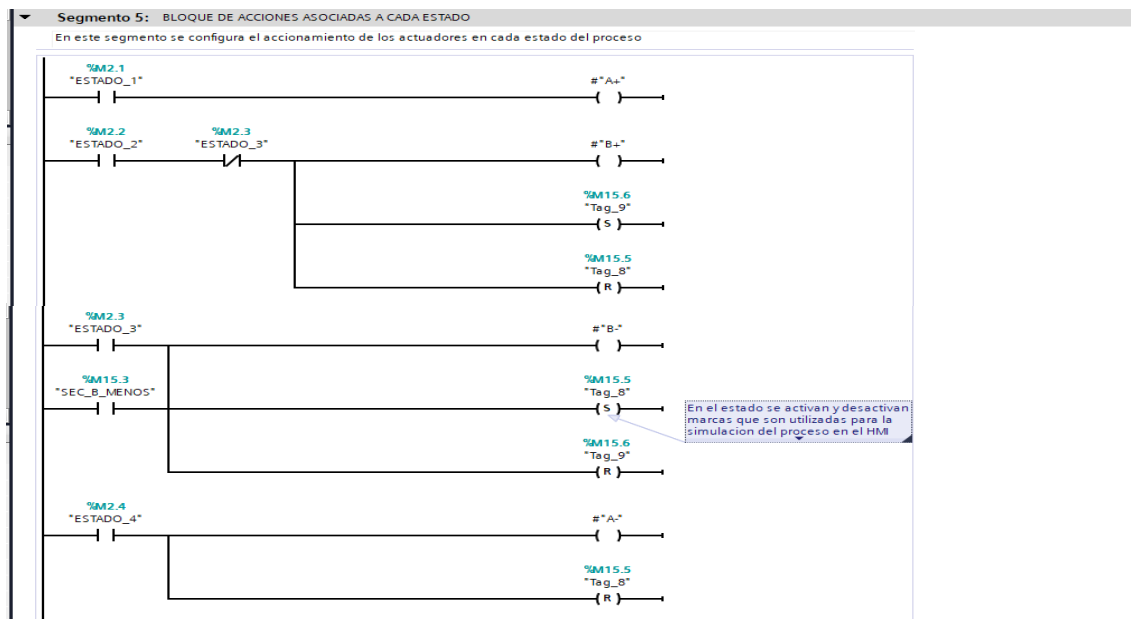 Segmento 5: BLOQUE DE ACCIONES ASOCIADAS A CADA ESTADO
En este segmento se configura el accionamiento de los actuadores en cada estado del proceso
%M2.1
"ESTADO_1"
#"A+"
%M2.2
"ESTADO_2"
%M2.3
"ESTADO_3"
#"B+"
%M15.6
"Tag_9"
S
%M15.5
"Tag_8"
R
%M2.3
"ESTADO_3"
#"B-"
%M15.3
"SEC_B_MENOS"
%M15.5
"Tag_8"
S
En el estado se activan y desactivan
marcas que son utilizadas para la
simulacion del proceso en el HMI
%M15.6
"Tag_9"
R
%M2.4
"ESTADO_4"
#"A-"
%M15.5
"Tag_8"
R